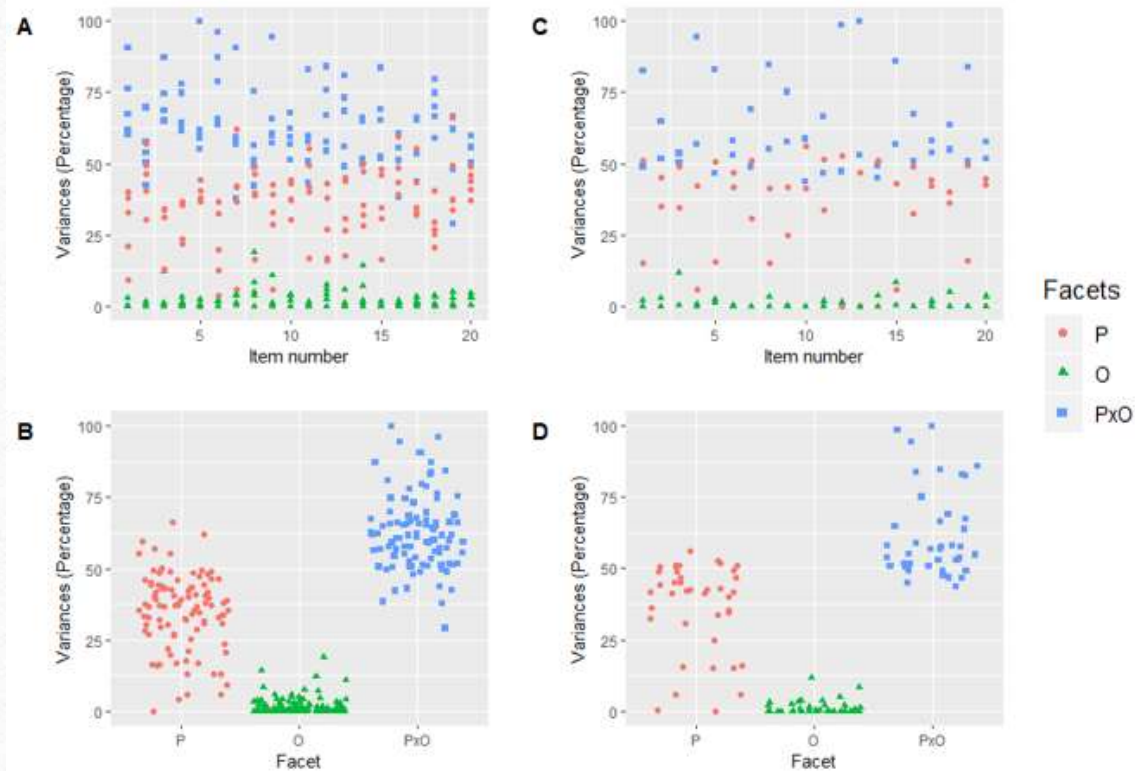 A
Variances (Percentage)
100
75
50
25
0
5
10
15
20
Item number
C
Variances (Percentage)
100
75
50
25
0
5
10
15
20
Item number
Facets
P
O
PxO
B
Variances (Percentage)
100
75
50
25
0
P
O
PxO
Facet
D
Variances (Percentage)
100
75
50
25
0
P
O
PxO
Facet